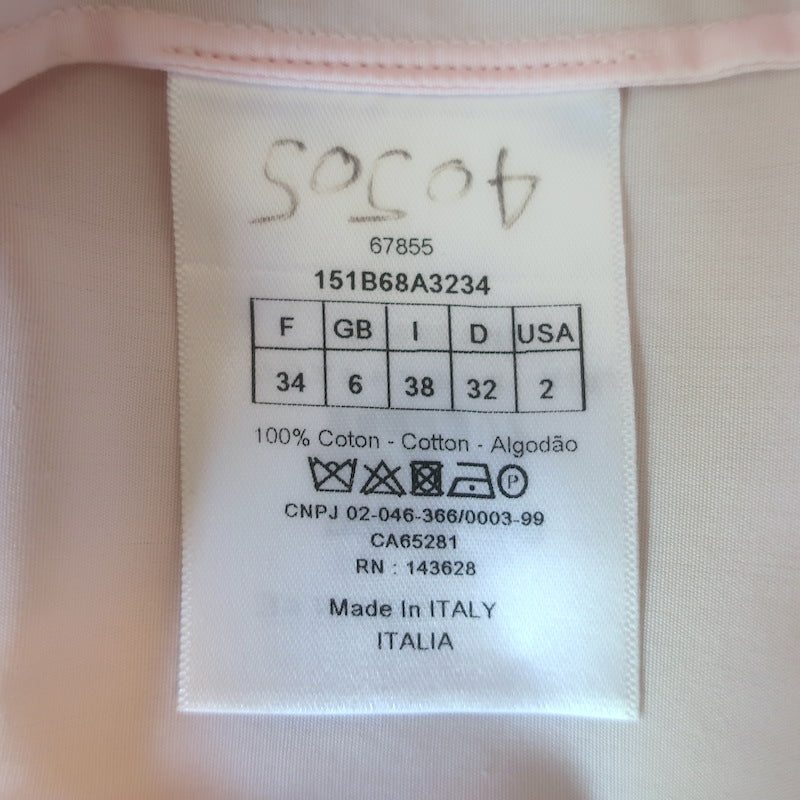 40505
67855
151B68A3234
F GB I D USA
34 6 38 32 2
100% Coton - Cotton - Algodão
P
CNPJ 02-046-366/0003-99
CA65281
RN : 143628
Made In ITALY
ITALIA